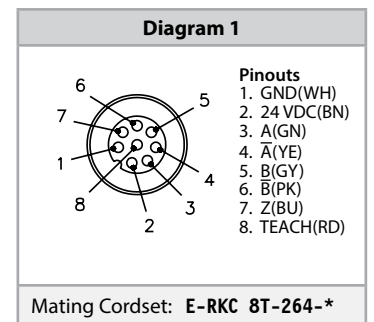 Diagram 1
6
7
5
1
4
8
2
3
Pinouts
1. GND(WH)
2. 24 VDC(BN)
3. A(GN)
4. A̅(YE)
5. B(GY)
6. B̅(PK)
7. Z(BU)
8. TEACH(RD)
Mating Cordset: E-RKC 8T-264-*